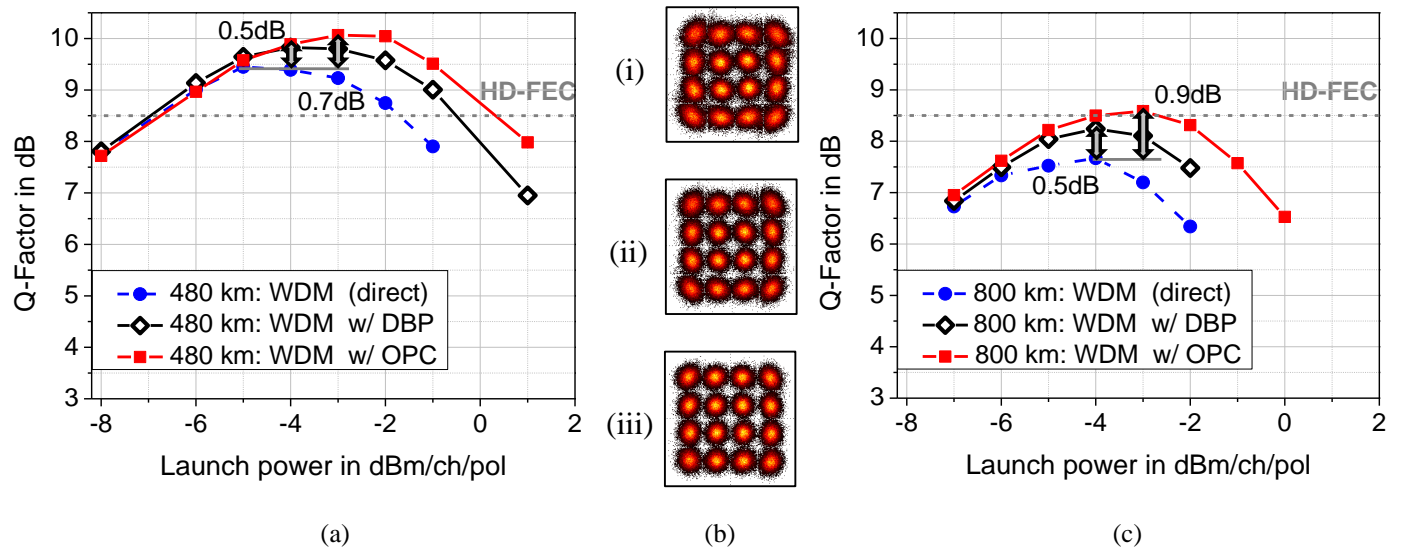 10
9
8
7
6
5
4
3
Q-Factor in dB
0.5dB
0.7dB
HD-FEC
480 km: WDM (direct)
480 km: WDM w/ DBP
480 km: WDM w/ OPC
-8 -6 -4 -2 0 2
Launch power in dBm/ch/pol
(a)
(i)
(ii)
(iii)
(b)
10
9
8
7
6
5
4
3
Q-Factor in dB
0.9dB
HD-FEC
0.5dB
800 km: WDM (direct)
800 km: WDM w/ DBP
800 km: WDM w/ OPC
-8 -6 -4 -2 0 2
Launch power in dBm/ch/pol
(c)